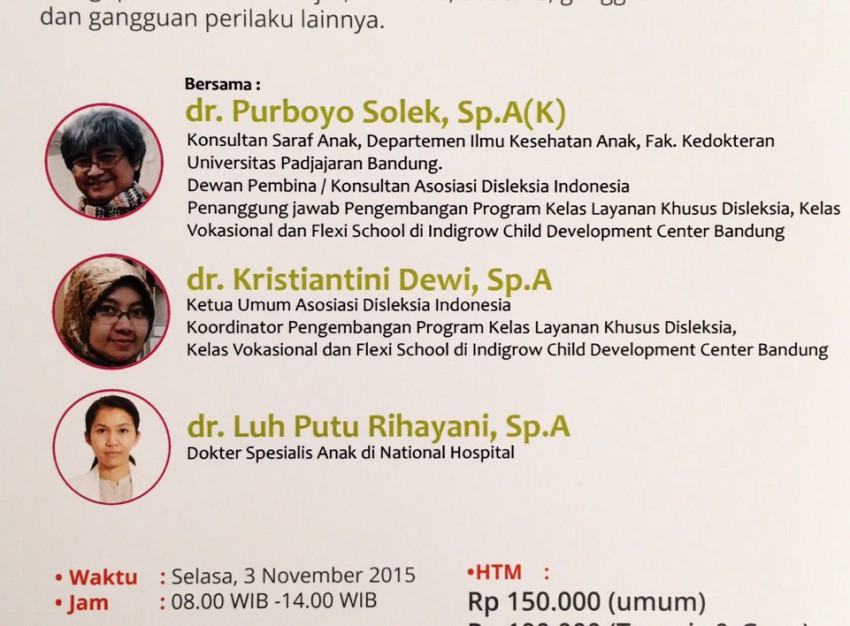 dan gangguan perilaku lainnya.
Bersama :
dr. Purboyo Solek, Sp.A(K)
Konsultan Saraf Anak, Departemen Ilmu Kesehatan Anak, Fak. Kedokteran
Universitas Padjajaran Bandung.
Dewan Pembina / Konsultan Asosiasi Disleksia Indonesia
Penanggung jawab Pengembangan Program Kelas Layanan Khusus Disleksia, Kelas
Vokasional dan Flexi School di Indigrow Child Development Center Bandung
dr. Kristiantini Dewi, Sp.A
Ketua Umum Asosiasi Disleksia Indonesia
Koordinator Pengembangan Program Kelas Layanan Khusus Disleksia,
Kelas Vokasional dan Flexi School di Indigrow Child Development Center Bandung
dr. Luh Putu Rihayani, Sp.A
Dokter Spesialis Anak di National Hospital
• Waktu : Selasa, 3 November 2015
• Jam : 08.00 WIB -14.00 WIB
•HTM :
Rp 150.000 (umum)